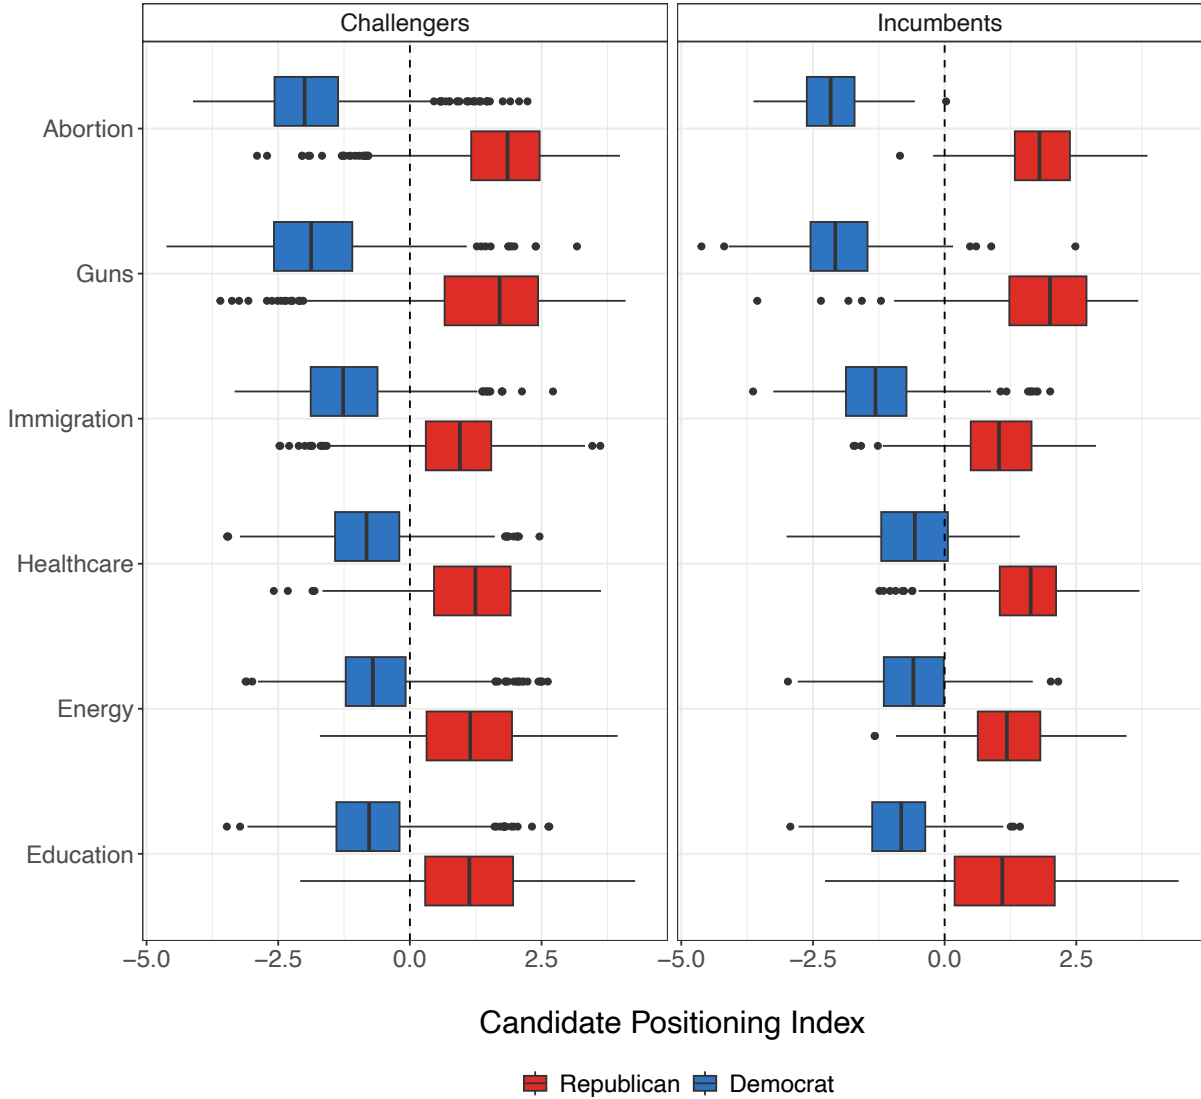 Challengers Incumbents
Abortion
Guns
Immigration
Healthcare
Energy
Education
−5.0 −2.5 0.0 2.5 −5.0 −2.5 0.0 2.5
Candidate Positioning Index
Republican Democrat